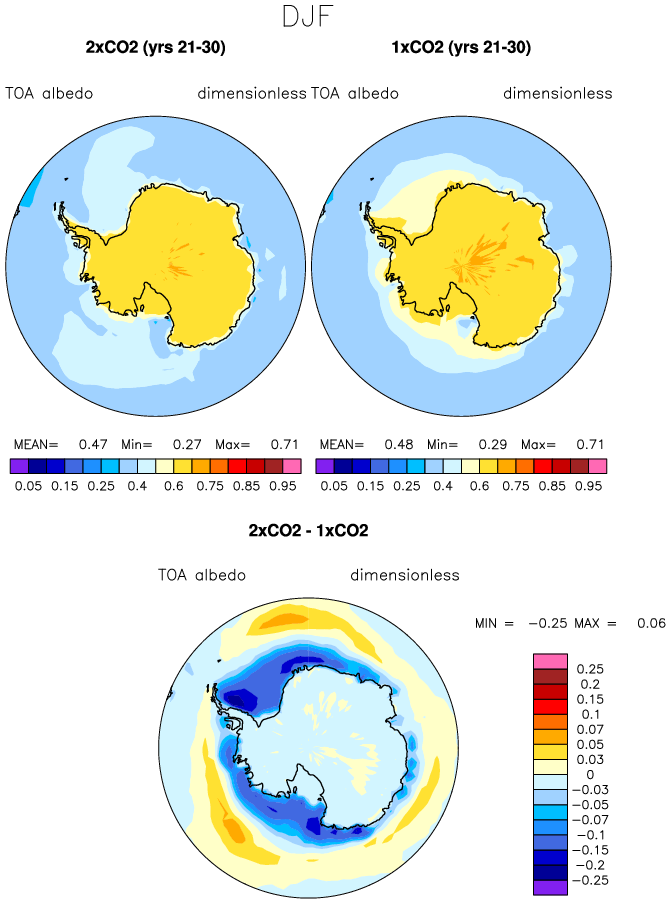 DJF
2xCO2 (yrs 21-30) 1xCO2 (yrs 21-30)
TOA albedo dimensionless TOA albedo dimensionless
MEAN= 0.47 Min= 0.27 Max= 0.71 MEAN= 0.48 Min= 0.29 Max= 0.71
0.05 0.15 0.25 0.4 0.6 0.75 0.85 0.95 0.05 0.15 0.25 0.4 0.6 0.75 0.85 0.95
2xCO2 - 1xCO2
TOA albedo dimensionless
MIN = -0.25 MAX = 0.06
0.25
0.2
0.15
0.1
0.07
0.05
0.03
0
-0.03
-0.05
-0.07
-0.1
-0.15
-0.2
-0.25